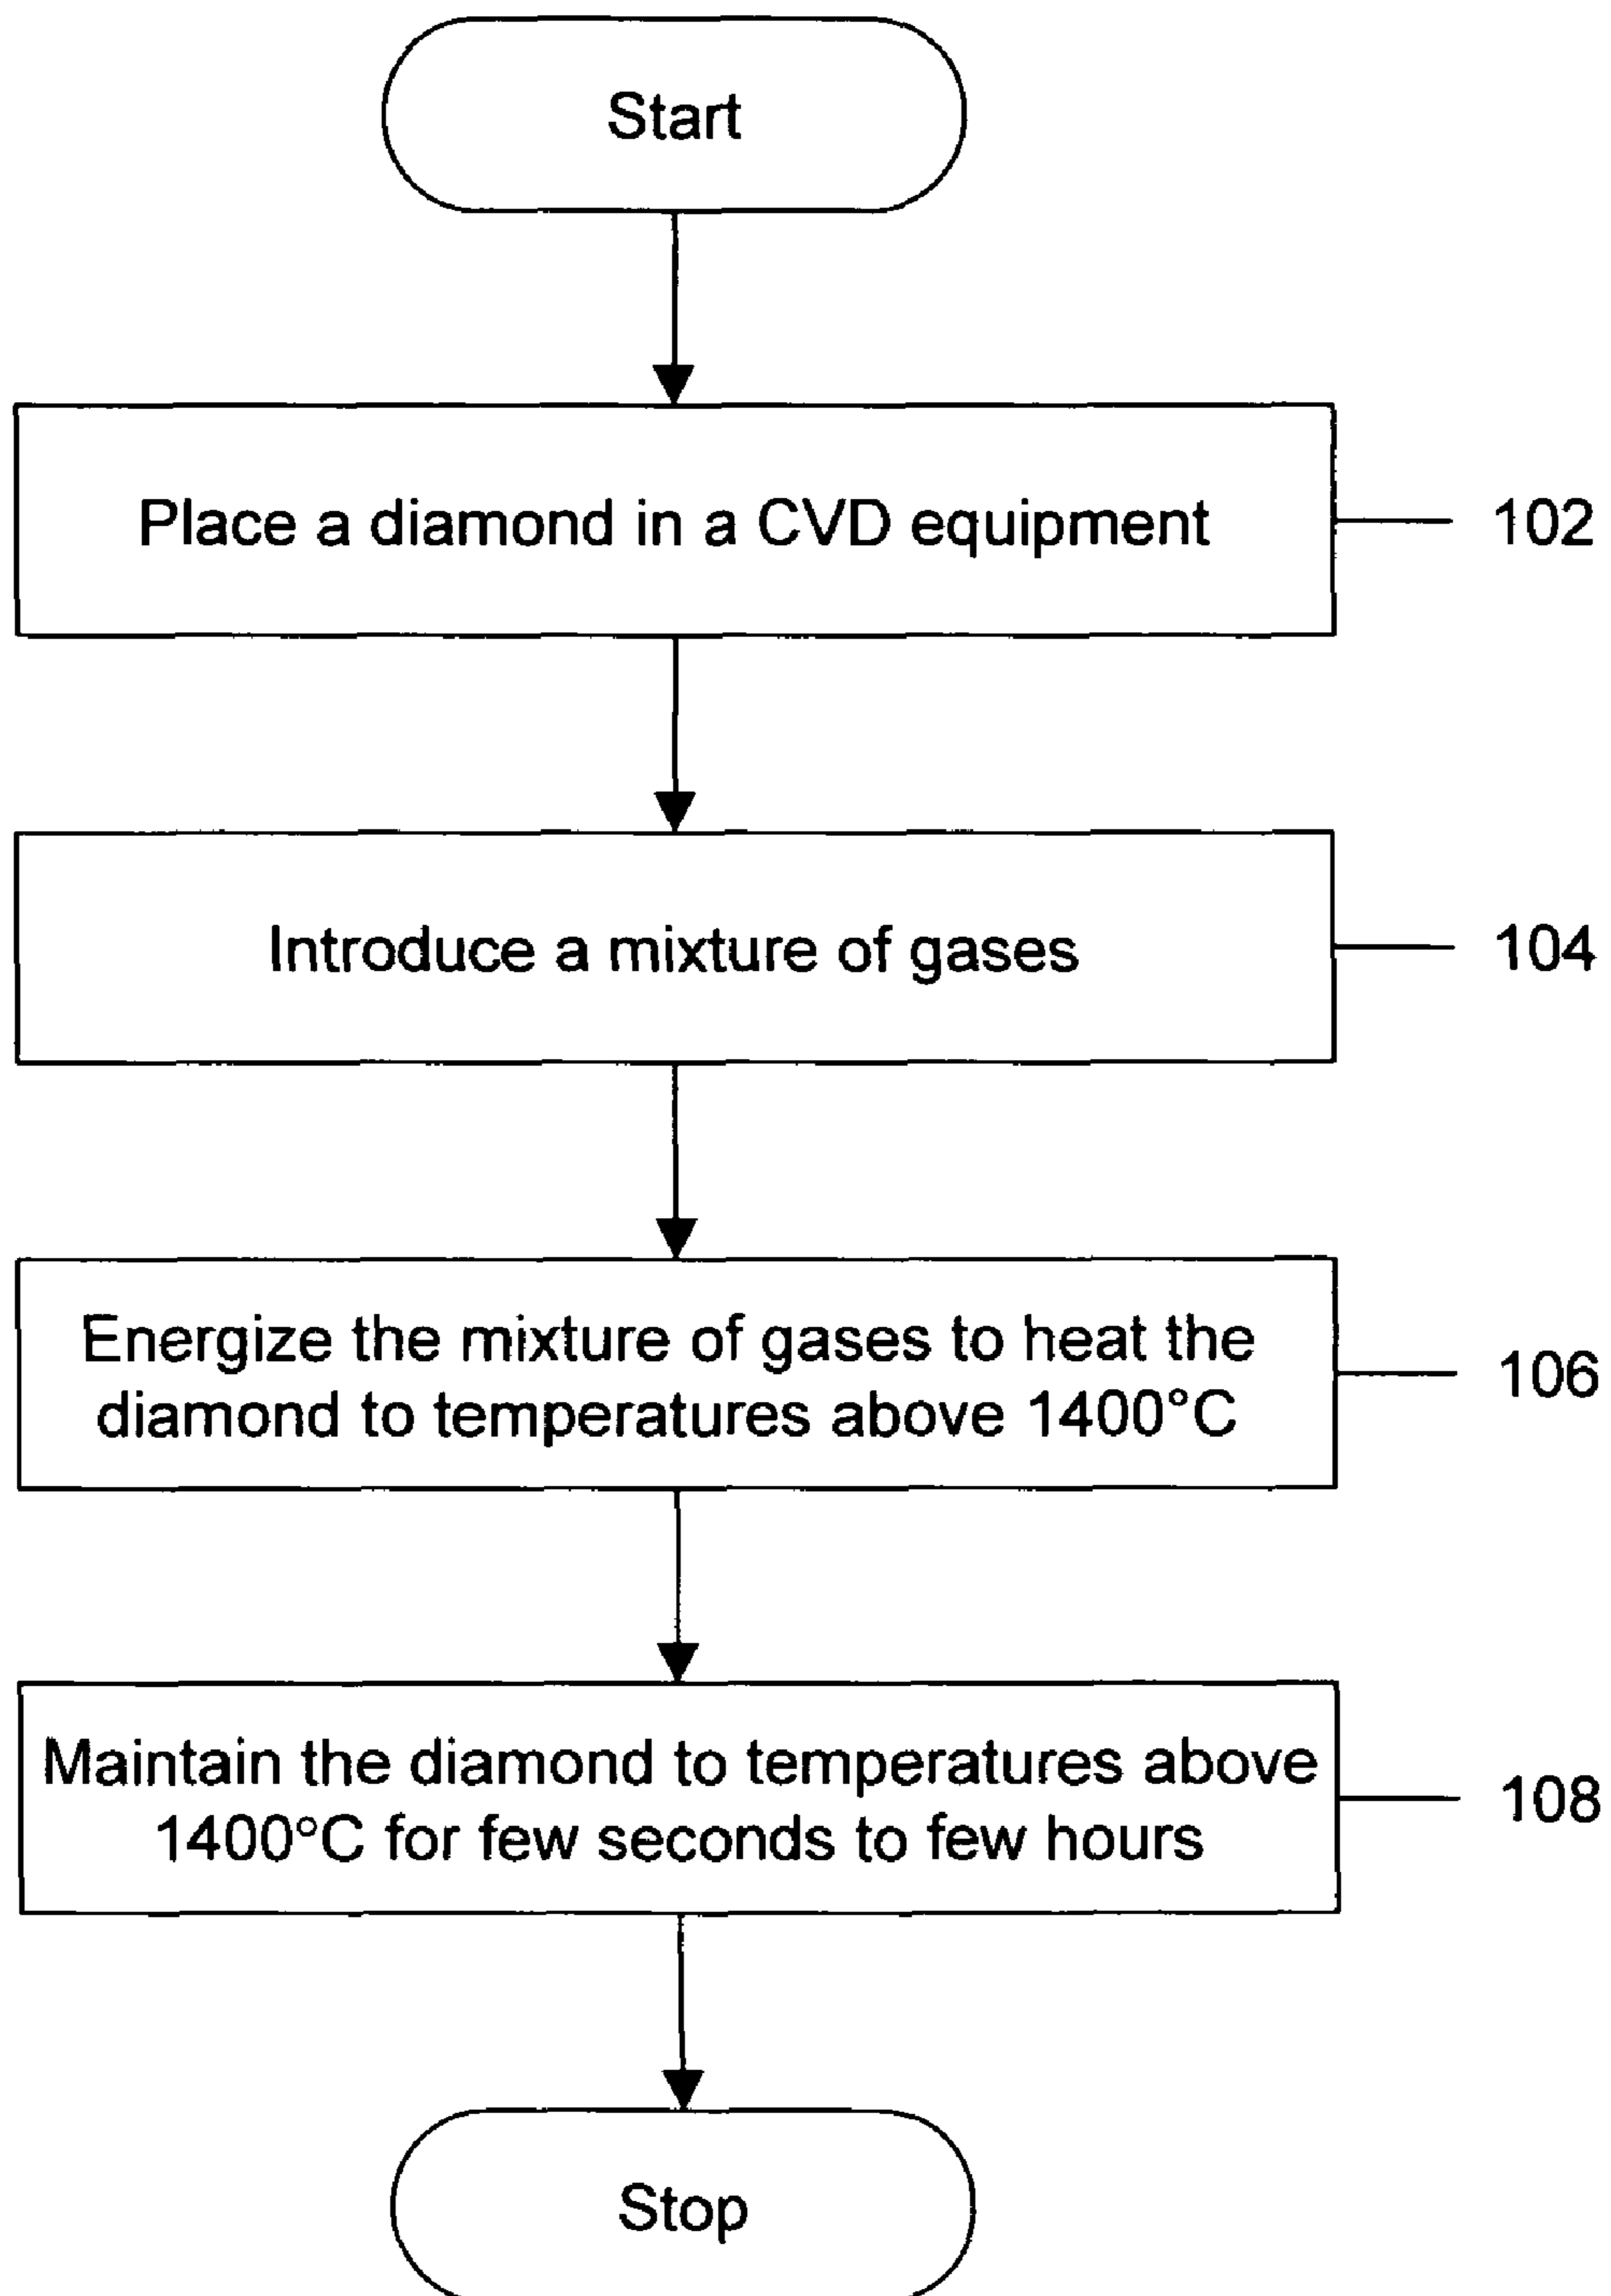 Start
Place a diamond in a CVD equipment
102
Introduce a mixture of gases
104
Energize the mixture of gases to heat the
diamond to temperatures above 1400°C
106
Maintain the diamond to temperatures above
1400°C for few seconds to few hours
108
Stop